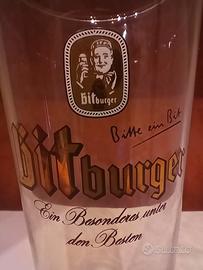 Bitburger
Bitte ein Bit
Bitburger
Ein Besonderes unter
den Besten